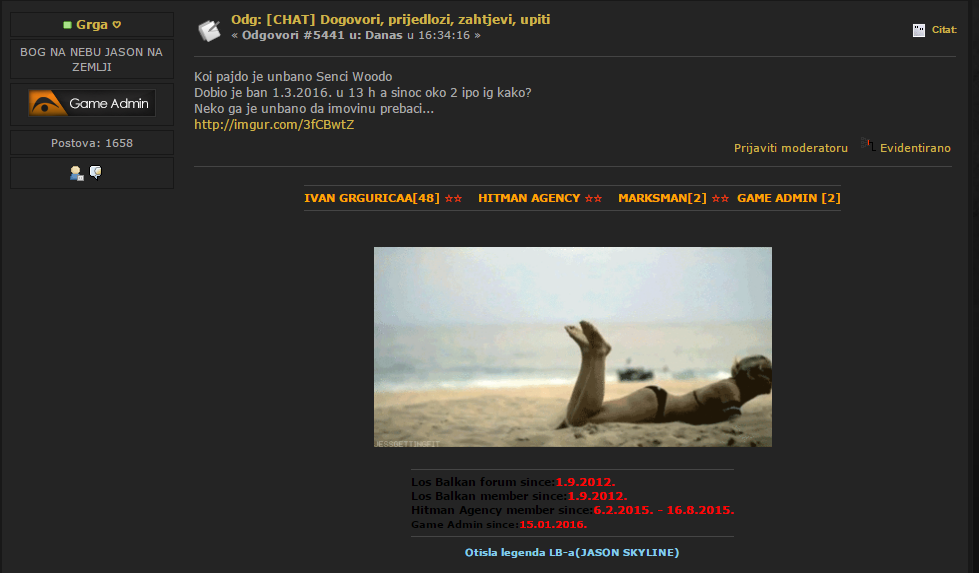 Grga
BOG NA NEBU JASON NA
ZEMLJI
Game Admin
Postova: 1658
Odg: [CHAT] Dogovori, prijedlozi, zahtjevi, upiti
« Odgovori #5441 u: Danas u 16:34:16 »
Citat:
Koi pajdo je unbano Senci Woodo
Dobio je ban 1.3.2016. u 13 h a sinoc oko 2 ipo ig kako?
Neko ga je unbano da imovinu prebaci...
http://imgur.com/3fCBwtZ
Prijaviti moderatoru Evidentirano
IVAN GRGURICAA[48] ☆☆ HITMAN AGENCY ☆☆ MARKSMAN[2] ☆☆ GAME ADMIN [2]
JESSGETTINGFIT
Los Balkan forum since:1.9.2012.
Los Balkan member since:1.9.2012.
Hitman Agency member since:6.2.2015. - 16.8.2015.
Game Admin since:15.01.2016.
Otisla legenda LB-a(JASON SKYLINE)